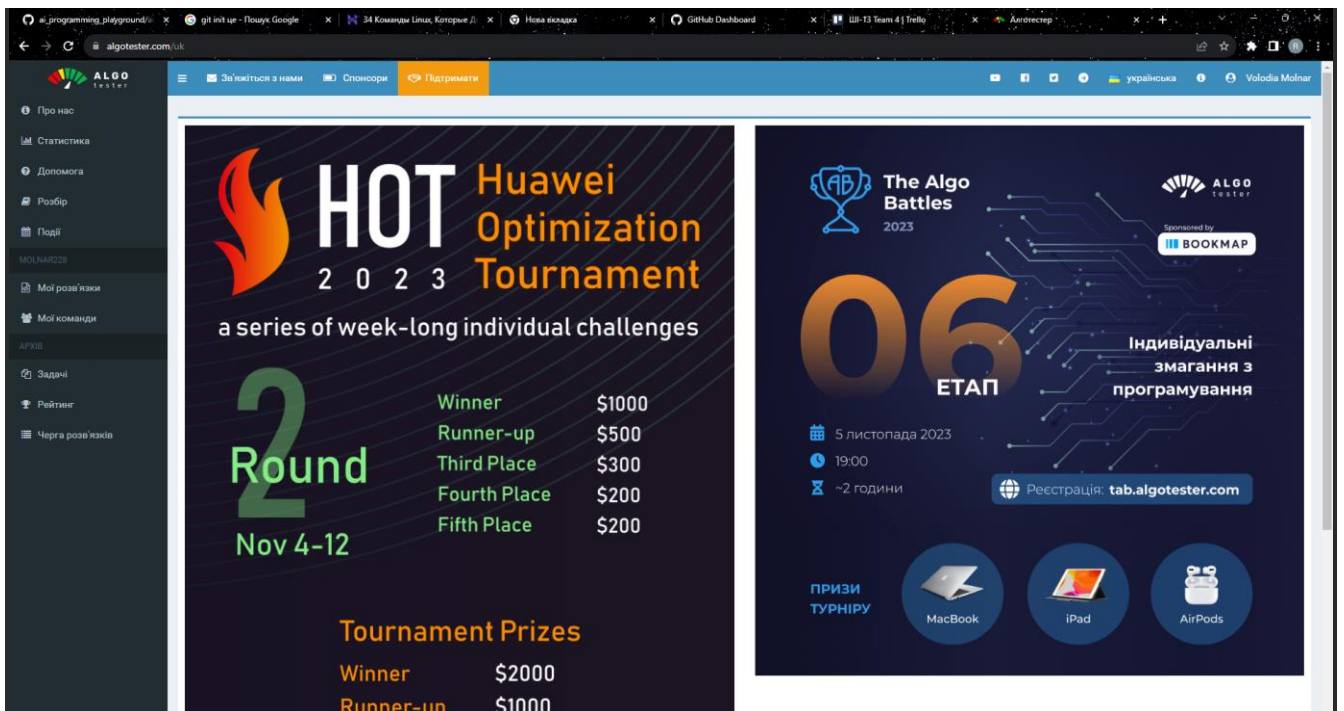 ai_programming_playground/a
git init це - Пошук Google
34 Команды Linux, Которые Д
Нова вкладка
GitHub Dashboard
ШІ-13 Team 4 | Trello
Алготестер
algotester.com/uk
ALGO
tester
Зв'яжіться з нами
Спонсори
Підтримати
українська
Volodia Molnar
Про нас
Статистика
Допомога
Розбір
Події
MOLNAR228
Мої розв'язки
Мої команди
АРХІВ
Задачі
Рейтинг
Черга розв'язків
HOT
2023
Huawei
Optimization
Tournament
a series of week-long individual challenges
2
Round
Nov 4-12
Winner $1000
Runner-up $500
Third Place $300
Fourth Place $200
Fifth Place $200
Tournament Prizes
Winner $2000
Runner-up $1000
AB
The Algo
Battles
2023
ALGO
tester
Sponsored by
BOOKMAP
06
ЕТАП
Індивідуальні
змагання з
програмування
5 листопада 2023
19:00
~2 години
Реєстрація: tab.algotester.com
ПРИЗИ
ТУРНІРУ
MacBook
iPad
AirPods